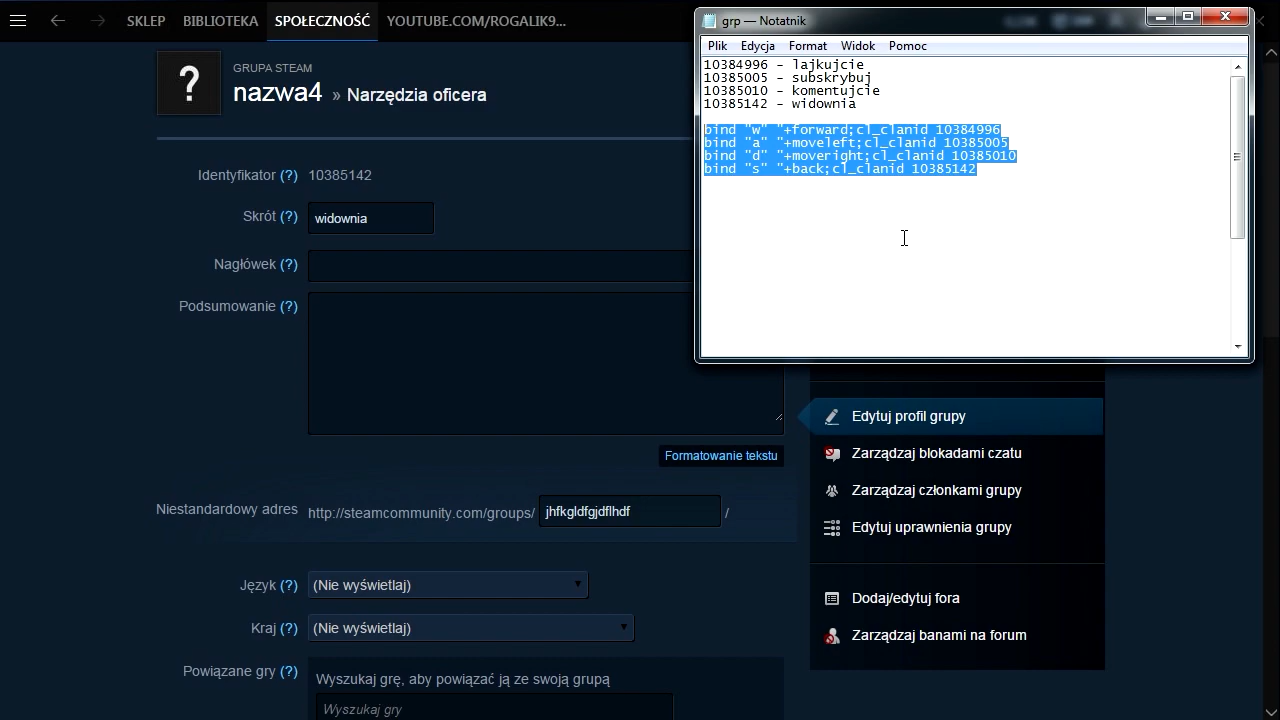 SKLEP BIBLIOTEKA SPOŁECZNOŚĆ YOUTUBE.COM/ROGALIK9...
GRUPA STEAM
nazwa4 » Narzędzia oficera
Identyfikator (?) 10385142
Skrót (?) widownia
Nagłówek (?)
Podsumowanie (?)
Formatowanie tekstu
Niestandardowy adres http://steamcommunity.com/groups/ jhfkgldfgjdflhdf /
Język (?) (Nie wyświetlaj)
Kraj (?) (Nie wyświetlaj)
Powiązane gry (?) Wyszukaj grę, aby powiązać ją ze swoją grupą
Wyszukaj gry
grp — Notatnik
Plik Edycja Format Widok Pomoc
10384996 - lajkujcie
10385005 - subskrybuj
10385010 - komentujcie
10385142 - widownia
bind "w" "+forward;cl_clanid 10384996
bind "a" "+moveleft;cl_clanid 10385005
bind "d" "+moveright;cl_clanid 10385010
bind "s" "+back;cl_clanid 10385142
Edytuj profil grupy
Zarządzaj blokadami czatu
Zarządzaj członkami grupy
Edytuj uprawnienia grupy
Dodaj/edytuj fora
Zarządzaj banami na forum